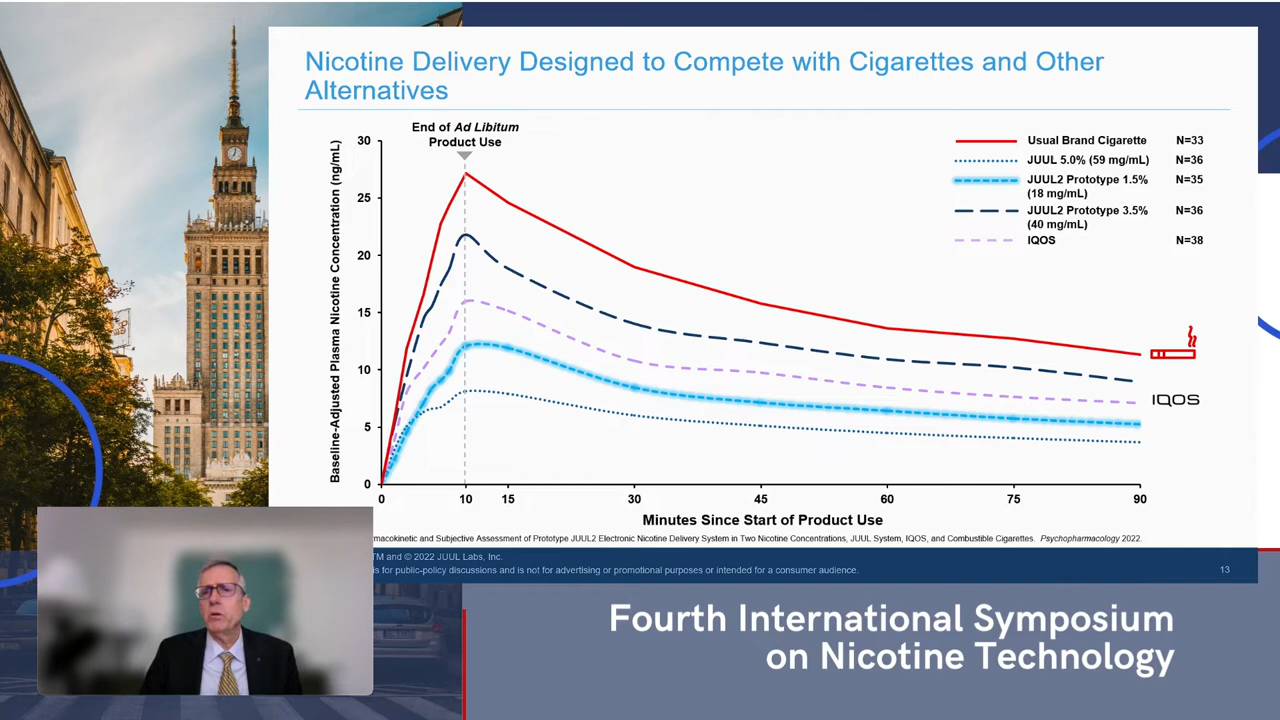 Nicotine Delivery Designed to Compete with Cigarettes and Other
Alternatives
End of Ad Libitum
Product Use
Baseline-Adjusted Plasma Nicotine Concentration (ng/mL)
30
25
20
15
10
5
0
Usual Brand Cigarette N=33
JUUL 5.0% (59 mg/mL) N=36
JUUL2 Prototype 1.5% N=35
(18 mg/mL)
JUUL2 Prototype 3.5% N=36
(40 mg/mL)
IQOS N=38
IQOS
0 10 15 30 45 60 75 90
Minutes Since Start of Product Use
macokinetic and Subjective Assessment of Prototype JUUL2 Electronic Nicotine Delivery System in Two Nicotine Concentrations, JUUL System, IQOS, and Combustible Cigarettes. Psychopharmacology 2022.
TM and © 2022 JUUL Labs, Inc.
is for public-policy discussions and is not for advertising or promotional purposes or intended for a consumer audience.
13
Fourth International Symposium
on Nicotine Technology